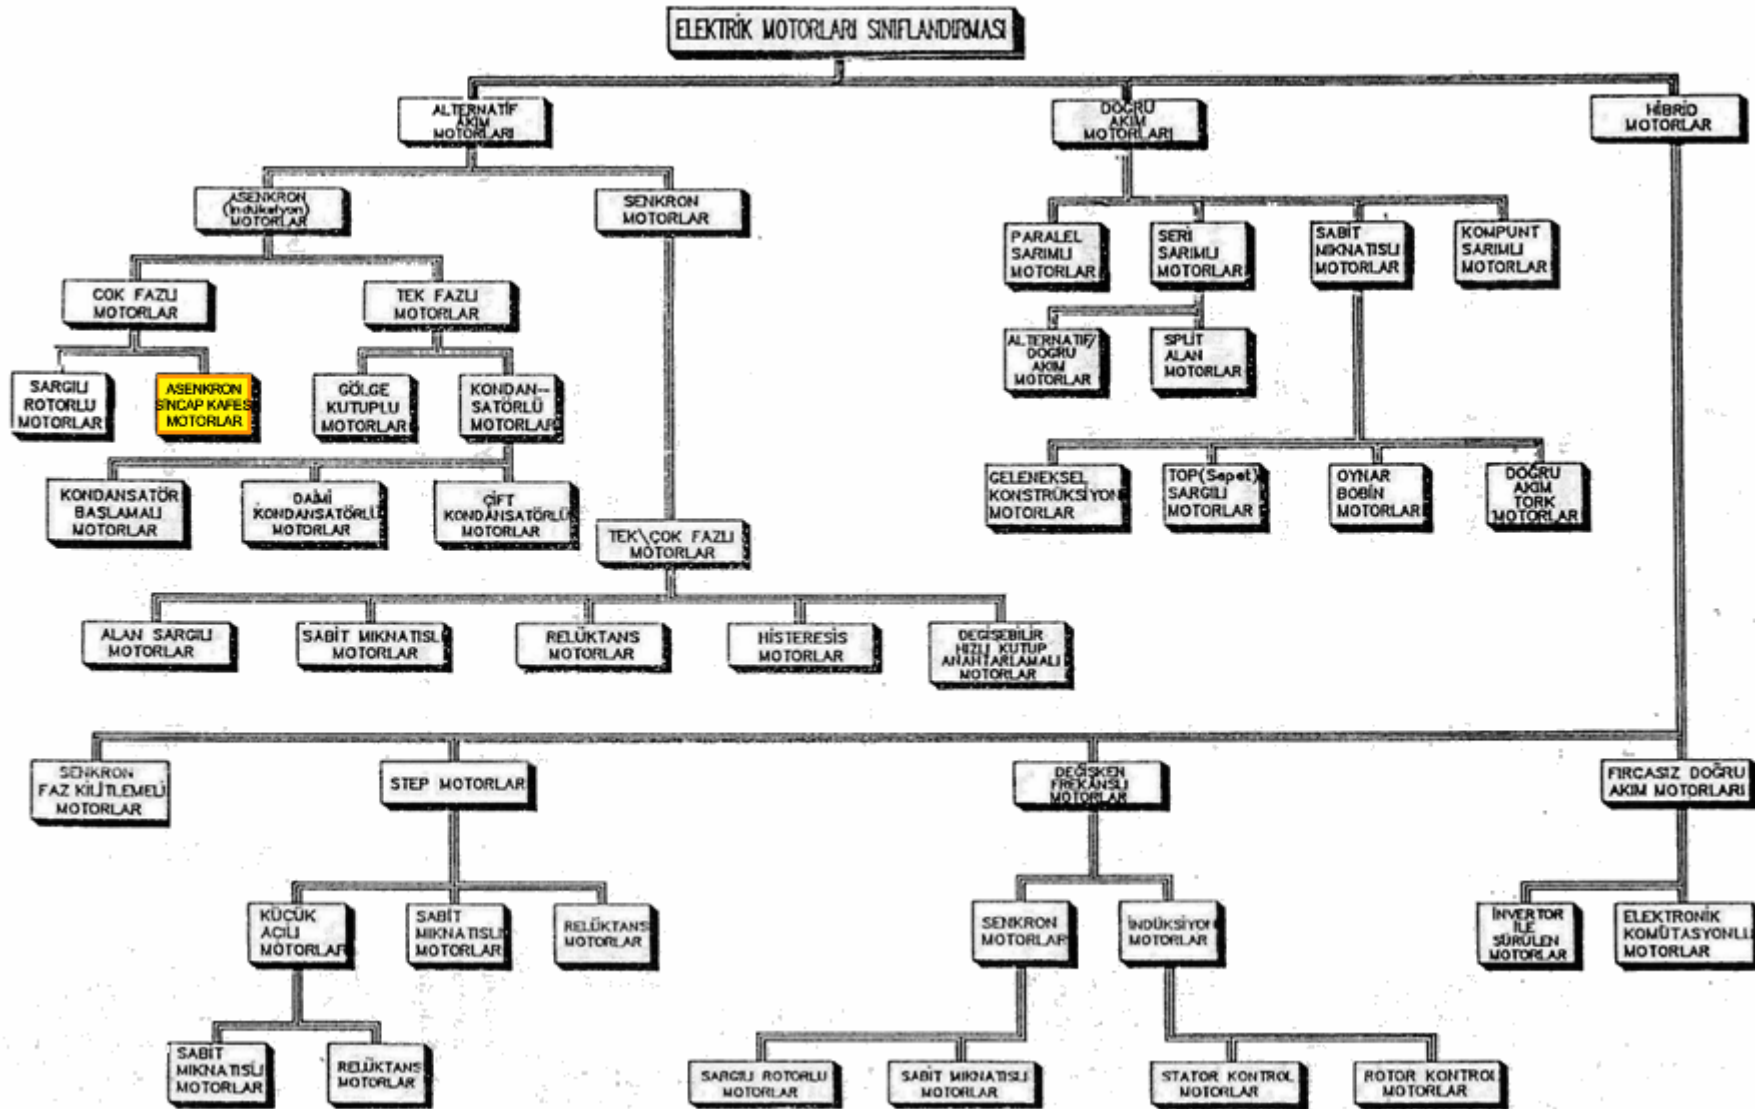 ELEKTRİK MOTORLARI SINIFLANDIRMASI
ALTERNATİF
AKIM
MOTORLARI
DOĞRU
AKIM
MOTORLARI
HİBRİD
MOTORLAR
ASENKRON
(İndüksiyon)
MOTORLAR
SENKRON
MOTORLAR
PARALEL
SARIMLI
MOTORLAR
SERİ
SARIMLI
MOTORLAR
SABİT
MIKNATISLI
MOTORLAR
KOMPUNT
SARIMLI
MOTORLAR
ÇOK FAZLI
MOTORLAR
TEK FAZLI
MOTORLAR
ALTERNATIF/
DOĞRU
AKIM
MOTORLAR
SPLİT
ALAN
MOTORLAR
SARGILI
ROTORLU
MOTORLAR
ASENKRON
SİNCAP KAFES
MOTORLAR
GÖLGE
KUTUPLU
MOTORLAR
KONDAN--
SATÖRLÜ
MOTORLAR
KONDANSATÖR
BAŞLAMALI
MOTORLAR
DAİMİ
KONDANSATÖRLÜ
MOTORLAR
ÇİFT
KONDANSATÖRLÜ
MOTORLAR
TEK\ÇOK FAZLI
MOTORLAR
GELENEKSEL
KONSTRÜKSİYON
MOTORLAR
TOP(Sepet)
SARGILI
MOTORLAR
OYNAR
BOBİN
MOTORLAR
DOĞRU
AKIM
TORK
MOTORLAR
ALAN SARGILI
MOTORLAR
SABİT MIKNATISLI
MOTORLAR
RELÜKTANS
MOTORLAR
HİSTERESİS
MOTORLAR
DEĞİŞEBİLİR
HIZLI KUTUP
ANAHTARLAMALI
MOTORLAR
SENKRON
FAZ KİLİTLEMELİ
MOTORLAR
STEP MOTORLAR
DEĞİŞKEN
FREKANSLI
MOTORLAR
FIRCASIZ DOĞRU
AKIM MOTORLARI
KÜÇÜK
AÇILI
MOTORLAR
SABİT
MIKNATISLI
MOTORLAR
RELÜKTANS
MOTORLAR
SENKRON
MOTORLAR
İNDÜKSİYON
MOTORLAR
İNVERTOR
İLE
SÜRÜLEN
MOTORLAR
ELEKTRONİK
KOMÜTASYONLU
MOTORLAR
SABİT
MIKNATISLI
MOTORLAR
RELÜKTANS
MOTORLAR
SARGILI ROTORLU
MOTORLAR
SABİT MIKNATISLI
MOTORLAR
STATOR KONTROL
MOTORLAR
ROTOR KONTROL
MOTORLAR